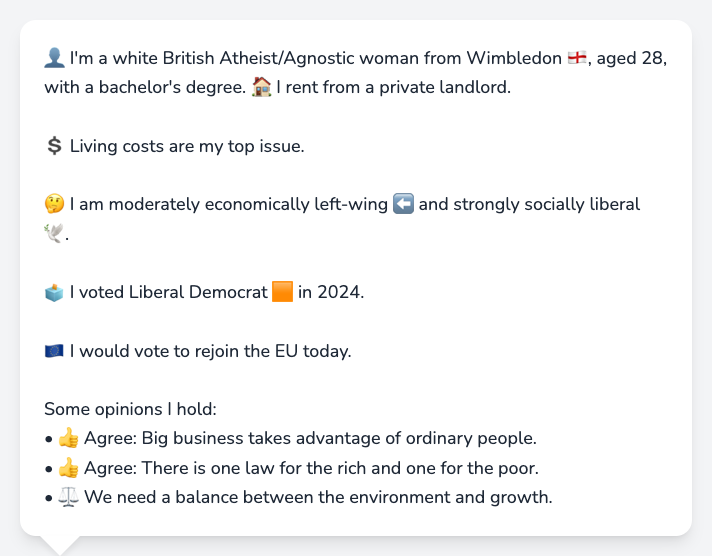 👤 I'm a white British Atheist/Agnostic woman from Wimbledon 🏴󠁧󠁢󠁥󠁮󠁧󠁿, aged 28,
with a bachelor's degree. 🏠 I rent from a private landlord.
💲 Living costs are my top issue.
🤔 I am moderately economically left-wing ⬅️ and strongly socially liberal
🕊️.
🗳️ I voted Liberal Democrat 🟧 in 2024.
🇪🇺 I would vote to rejoin the EU today.
Some opinions I hold:
• 👍 Agree: Big business takes advantage of ordinary people.
• 👍 Agree: There is one law for the rich and one for the poor.
• ⚖️ We need a balance between the environment and growth.